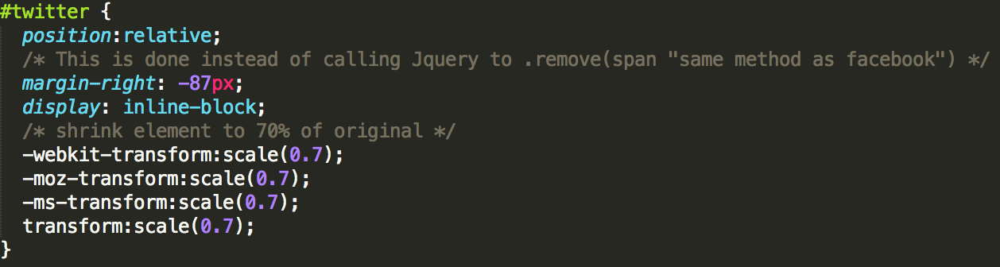 #twitter {
position:relative;
/* This is done instead of calling Jquery to .remove(span "same method as facebook") */
margin-right: -87px;
display: inline-block;
/* shrink element to 70% of original */
-webkit-transform:scale(0.7);
-moz-transform:scale(0.7);
-ms-transform:scale(0.7);
transform:scale(0.7);
}